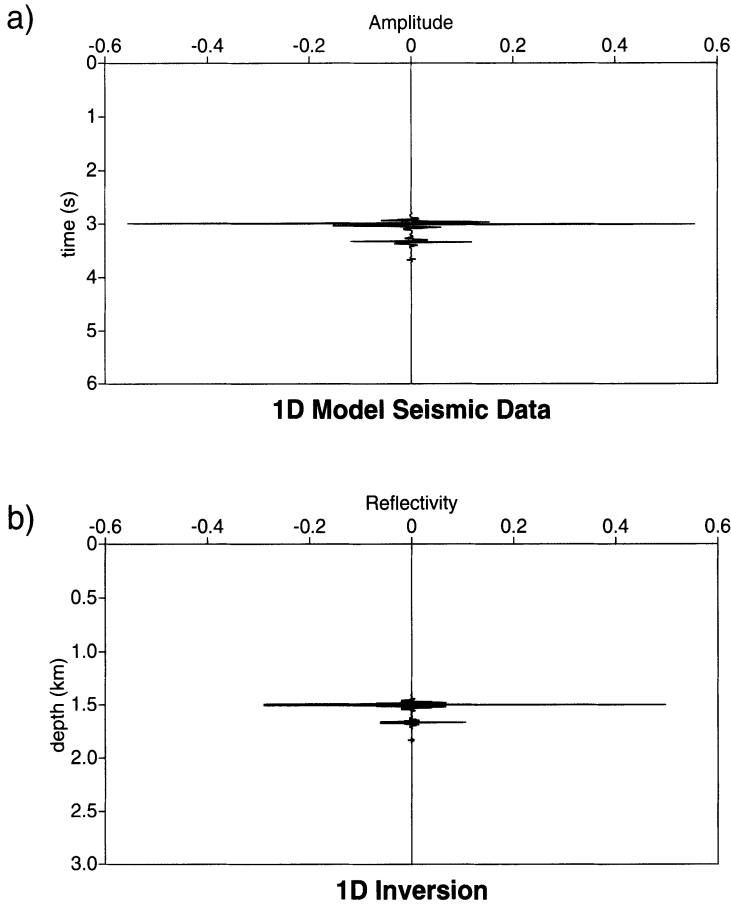 a)
Amplitude
-0.6 -0.4 -0.2 0 0.2 0.4 0.6
0
1
2
3
4
5
6
time (s)
1D Model Seismic Data
b)
Reflectivity
-0.6 -0.4 -0.2 0 0.2 0.4 0.6
0
0.5
1.0
1.5
2.0
2.5
3.0
depth (km)
1D Inversion